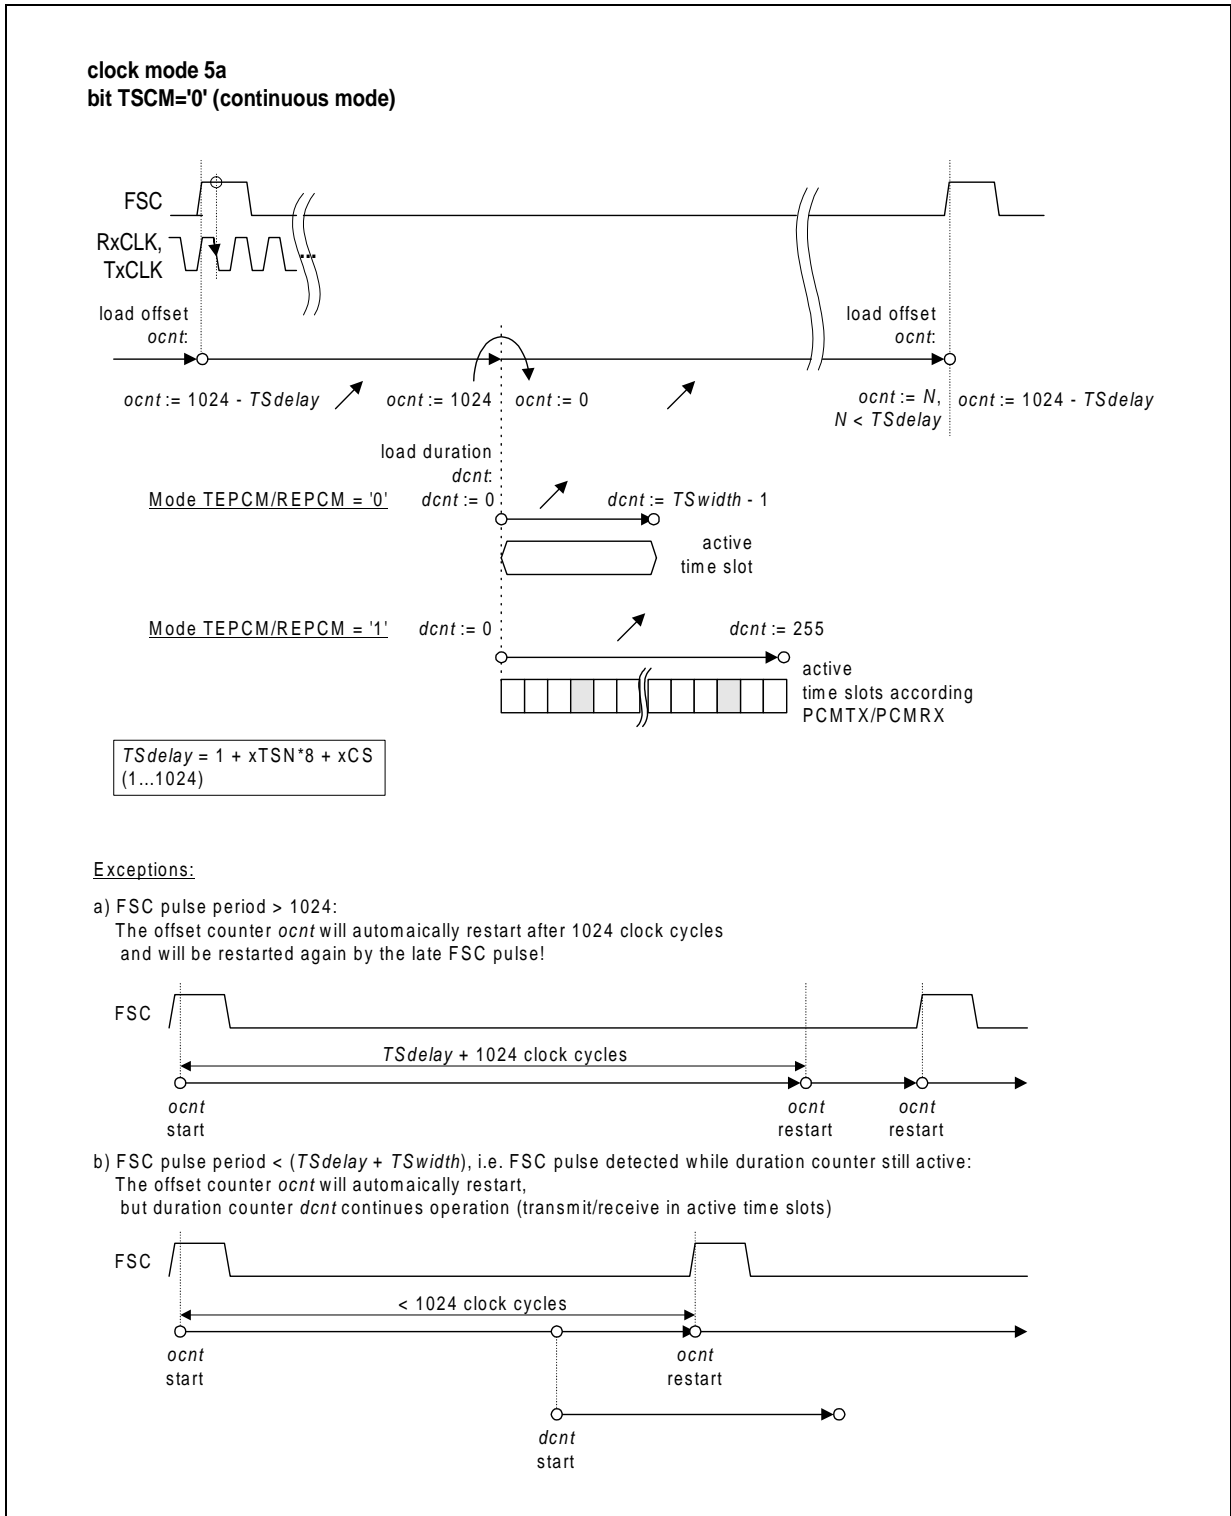 clock mode 5a
bit TSCM='0' (continuous mode)
FSC
RxCLK,
TxCLK
...
load offset
ocnt:
load offset
ocnt:
ocnt := 1024 - TSdelay
ocnt := 1024
ocnt := 0
ocnt := N,
N < TSdelay
ocnt := 1024 - TSdelay
load duration
dcnt:
Mode TEPCM/REPCM = '0'
dcnt := 0
dcnt := TSwidth - 1
active
time slot
Mode TEPCM/REPCM = '1'
dcnt := 0
dcnt := 255
active
time slots according
PCMTX/PCMRX
TSdelay = 1 + xTSN*8 + xCS
(1...1024)
Exceptions:
a) FSC pulse period > 1024:
The offset counter ocnt will automaically restart after 1024 clock cycles
and will be restarted again by the late FSC pulse!
FSC
TSdelay + 1024 clock cycles
ocnt
start
ocnt
restart
ocnt
restart
b) FSC pulse period < (TSdelay + TSwidth), i.e. FSC pulse detected while duration counter still active:
The offset counter ocnt will automaically restart,
but duration counter dcnt continues operation (transmit/receive in active time slots)
FSC
< 1024 clock cycles
ocnt
start
ocnt
restart
dcnt
start